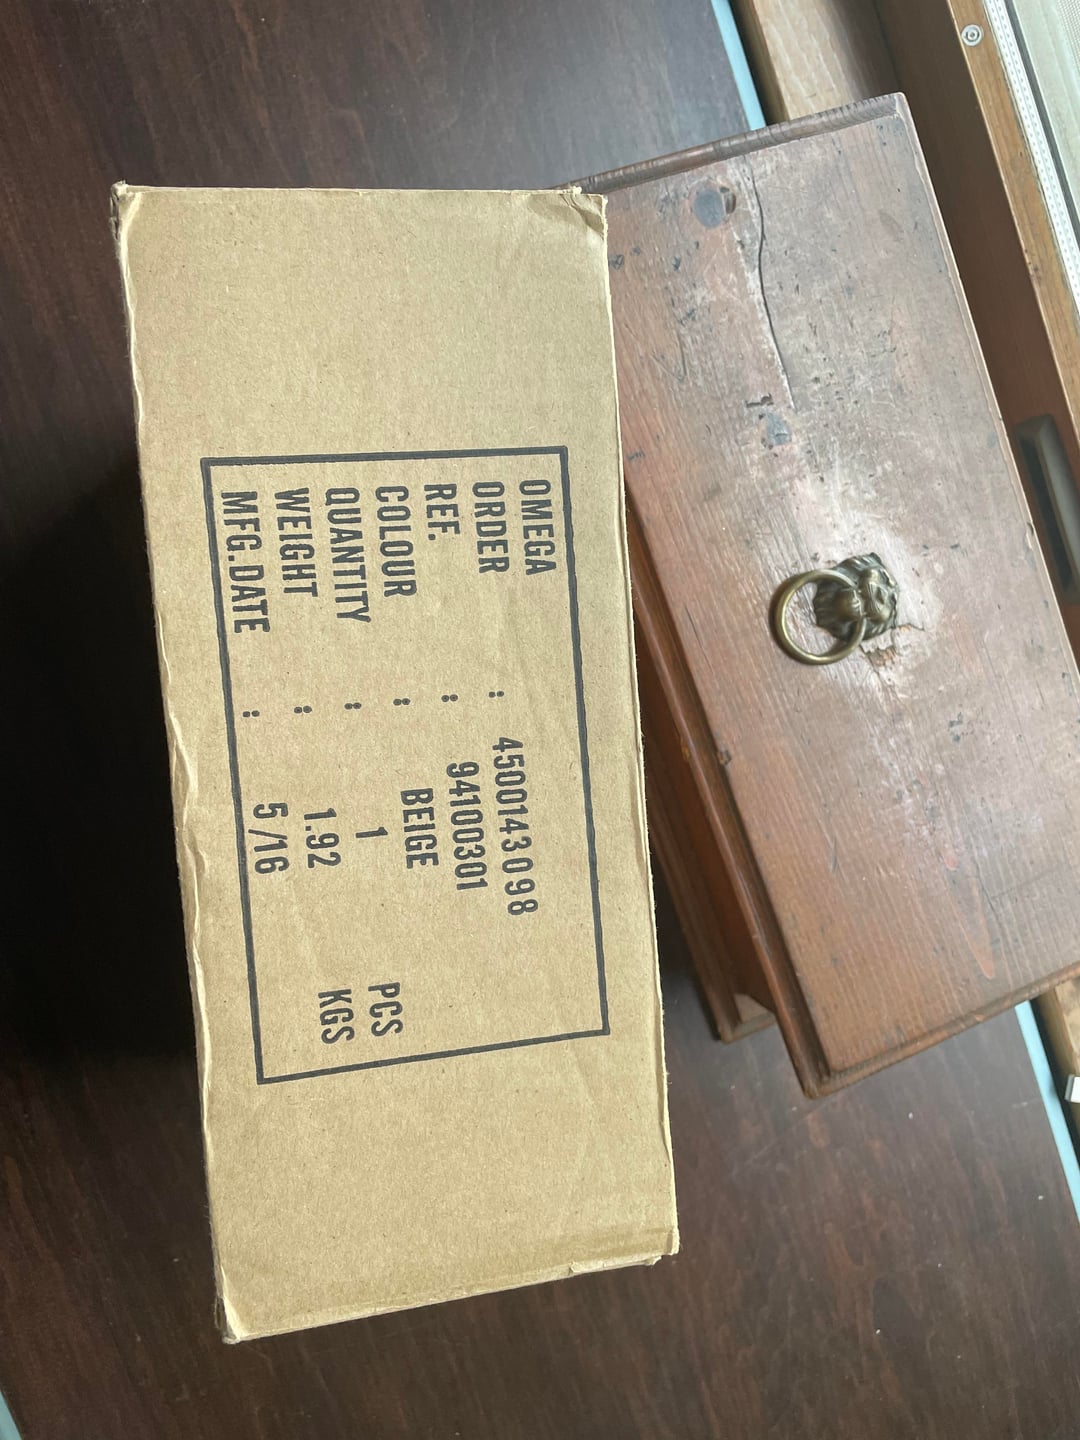 OMEGA
ORDER : 4500143098
REF. : 94100301
COLOUR : BEIGE
QUANTITY : 1 PCS
WEIGHT : 1.92 KGS
MFG.DATE : 5/16